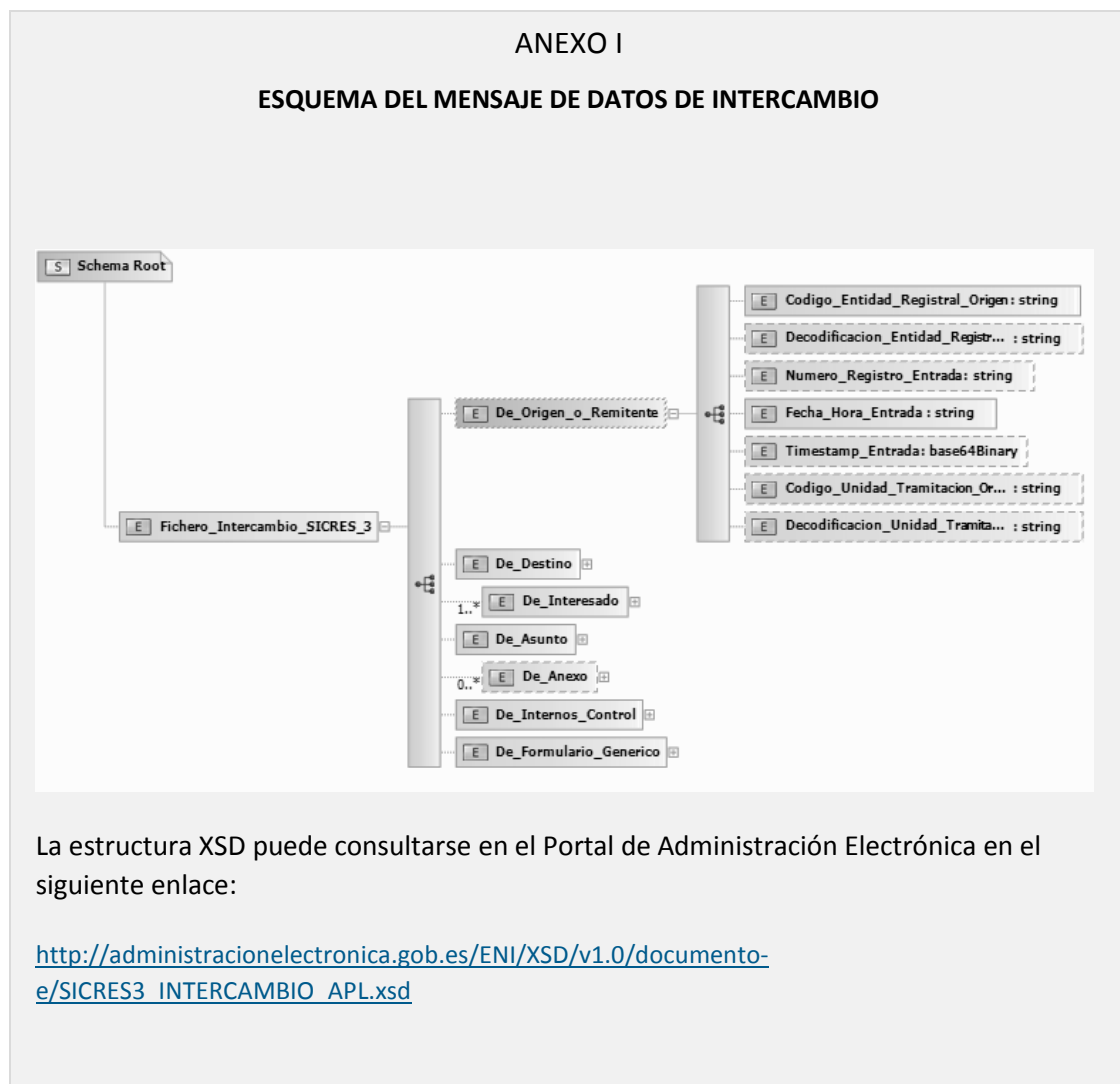 ANEXO I
ESQUEMA DEL MENSAJE DE DATOS DE INTERCAMBIO
S Schema Root
E Codigo_Entidad_Registral_Origen: string
E Decodificacion_Entidad_Registr... : string
E Numero_Registro_Entrada: string
E De_Origen_o_Remitente
E Fecha_Hora_Entrada : string
E Timestamp_Entrada: base64Binary
E Codigo_Unidad_Tramitacion_Or... : string
E Fichero_Intercambio_SICRES_3
E Decodificacion_Unidad_Tramita... : string
E De_Destino
1..* E De_Interesado
E De_Asunto
0..* E De_Anexo
E De_Internos_Control
E De_Formulario_Generico
La estructura XSD puede consultarse en el Portal de Administración Electrónica en el
siguiente enlace:
http://administracionelectronica.gob.es/ENI/XSD/v1.0/documento-
e/SICRES3_INTERCAMBIO_APL.xsd